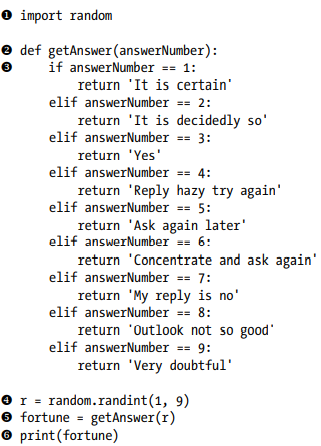 ❶ import random
❷ def getAnswer(answerNumber):
❸     if answerNumber == 1:
        return 'It is certain'
    elif answerNumber == 2:
        return 'It is decidedly so'
    elif answerNumber == 3:
        return 'Yes'
    elif answerNumber == 4:
        return 'Reply hazy try again'
    elif answerNumber == 5:
        return 'Ask again later'
    elif answerNumber == 6:
        return 'Concentrate and ask again'
    elif answerNumber == 7:
        return 'My reply is no'
    elif answerNumber == 8:
        return 'Outlook not so good'
    elif answerNumber == 9:
        return 'Very doubtful'
❹ r = random.randint(1, 9)
❺ fortune = getAnswer(r)
❻ print(fortune)